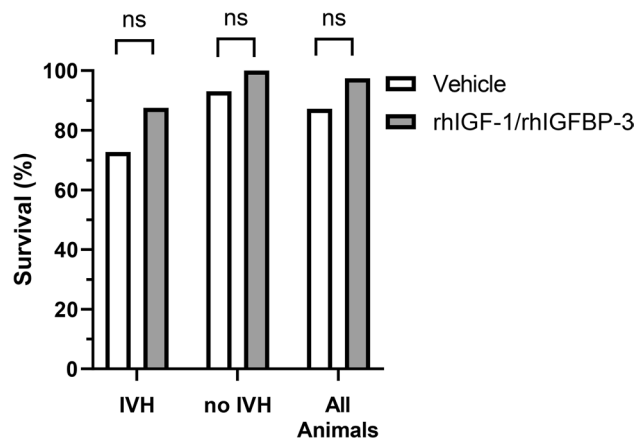 ns
ns
ns
100
80
60
40
20
0
Survival (%)
Vehicle
rhIGF-1/rhIGFBP-3
IVH
no IVH
All
Animals